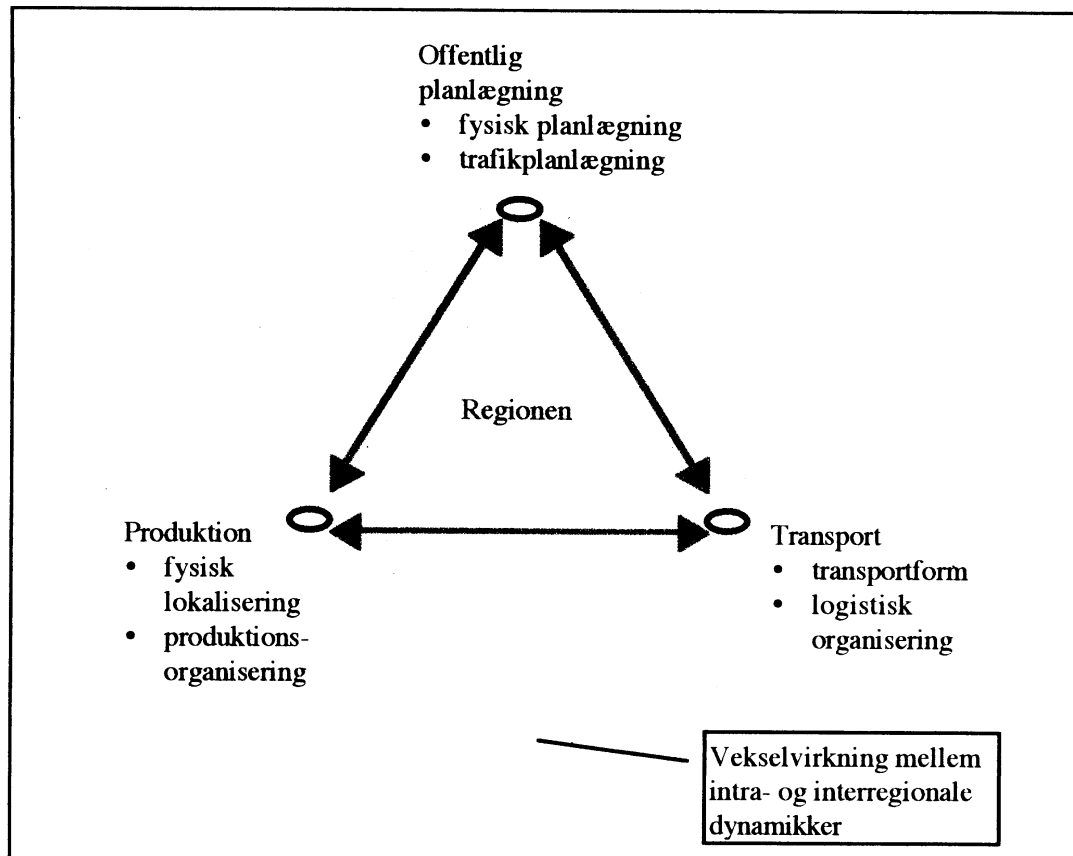 Offentlig
planlægning
• fysisk planlægning
• trafikplanlægning
Regionen
Produktion
• fysisk
lokalisering
• produktions-
organisering
Transport
• transportform
• logistisk
organisering
Vekselvirkning mellem
intra- og interregionale
dynamikker